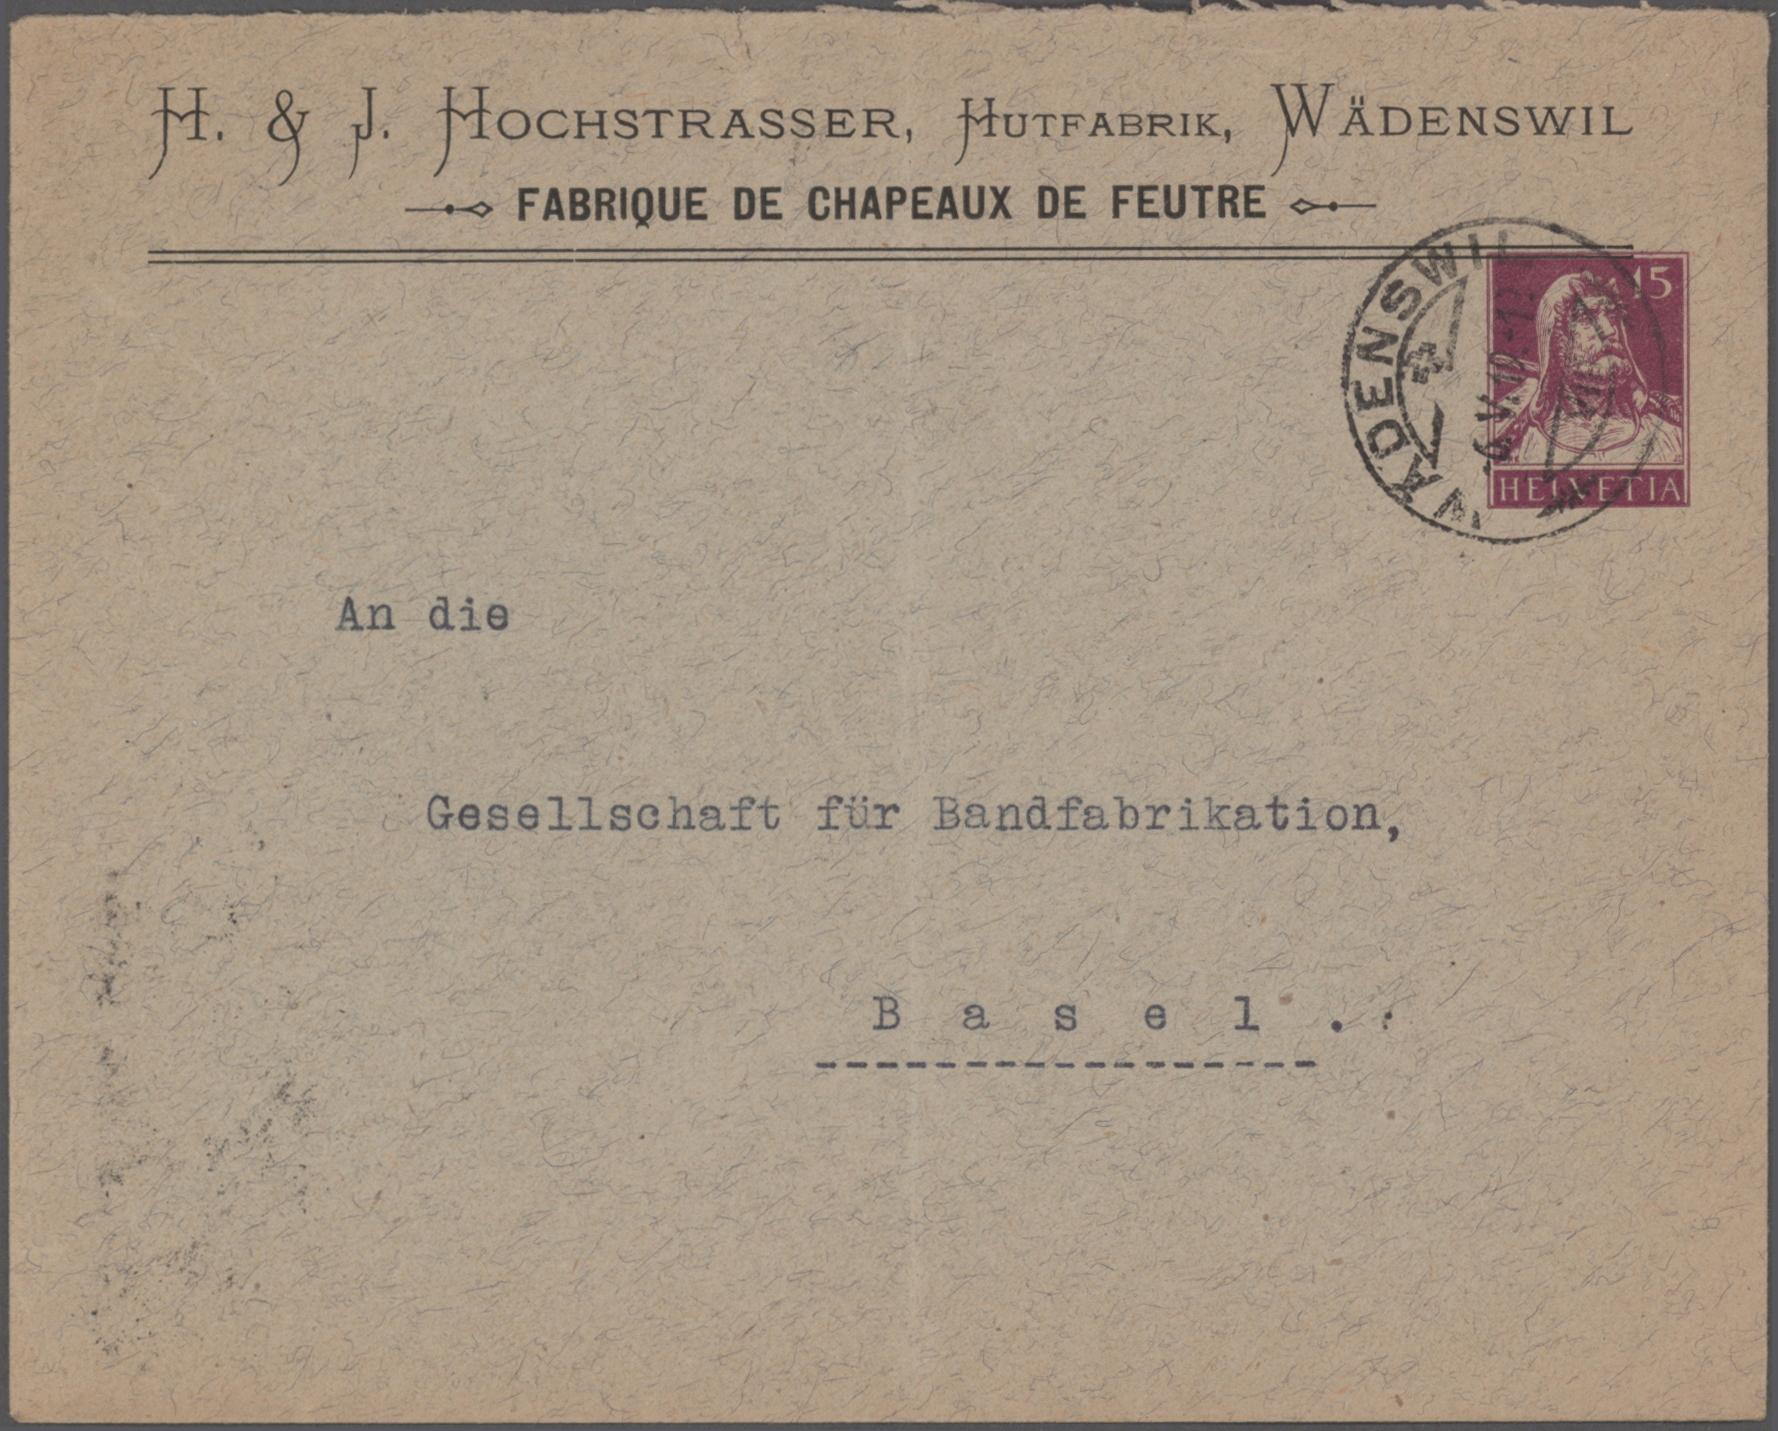 H. & J. HOCHSTRASSER, HUTFABRIK, WÄDENSWIL
FABRIQUE DE CHAPEAUX DE FEUTRE
WÄDENSWIL
15
HELVETIA
An die
Gesellschaft für Bandfabrikation,
B a s e l .